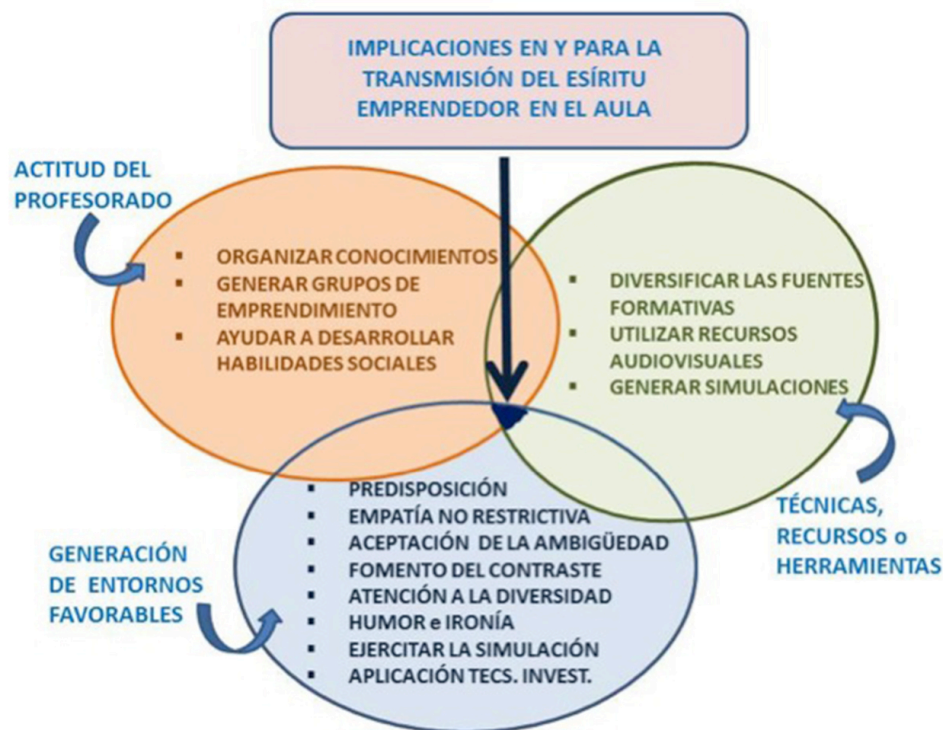 IMPLICACIONES EN Y PARA LA
TRANSMISIÓN DEL ESÍRITU
EMPRENDEDOR EN EL AULA
ACTITUD DEL
PROFESORADO
▪ ORGANIZAR CONOCIMIENTOS
▪ GENERAR GRUPOS DE
EMPRENDIMIENTO
▪ AYUDAR A DESARROLLAR
HABILIDADES SOCIALES
▪ DIVERSIFICAR LAS FUENTES
FORMATIVAS
▪ UTILIZAR RECURSOS
AUDIOVISUALES
▪ GENERAR SIMULACIONES
TÉCNICAS,
RECURSOS o
HERRAMIENTAS
GENERACIÓN
DE ENTORNOS
FAVORABLES
▪ PREDISPOSICIÓN
▪ EMPATÍA NO RESTRICTIVA
▪ ACEPTACIÓN DE LA AMBIGÜEDAD
▪ FOMENTO DEL CONTRASTE
▪ ATENCIÓN A LA DIVERSIDAD
▪ HUMOR e IRONÍA
▪ EJERCITAR LA SIMULACIÓN
▪ APLICACIÓN TECS. INVEST.